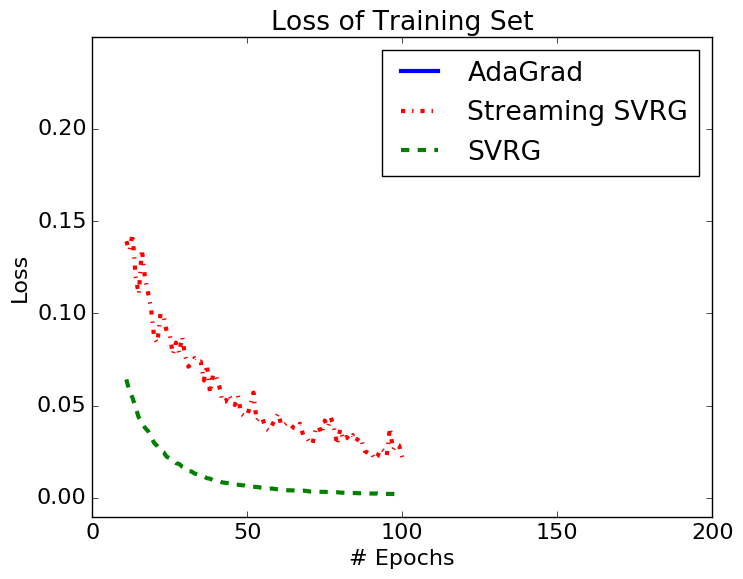 Loss of Training Set
AdaGrad
Streaming SVRG
SVRG
0.20
0.15
0.10
0.05
0.00
Loss
0 50 100 150 200
# Epochs